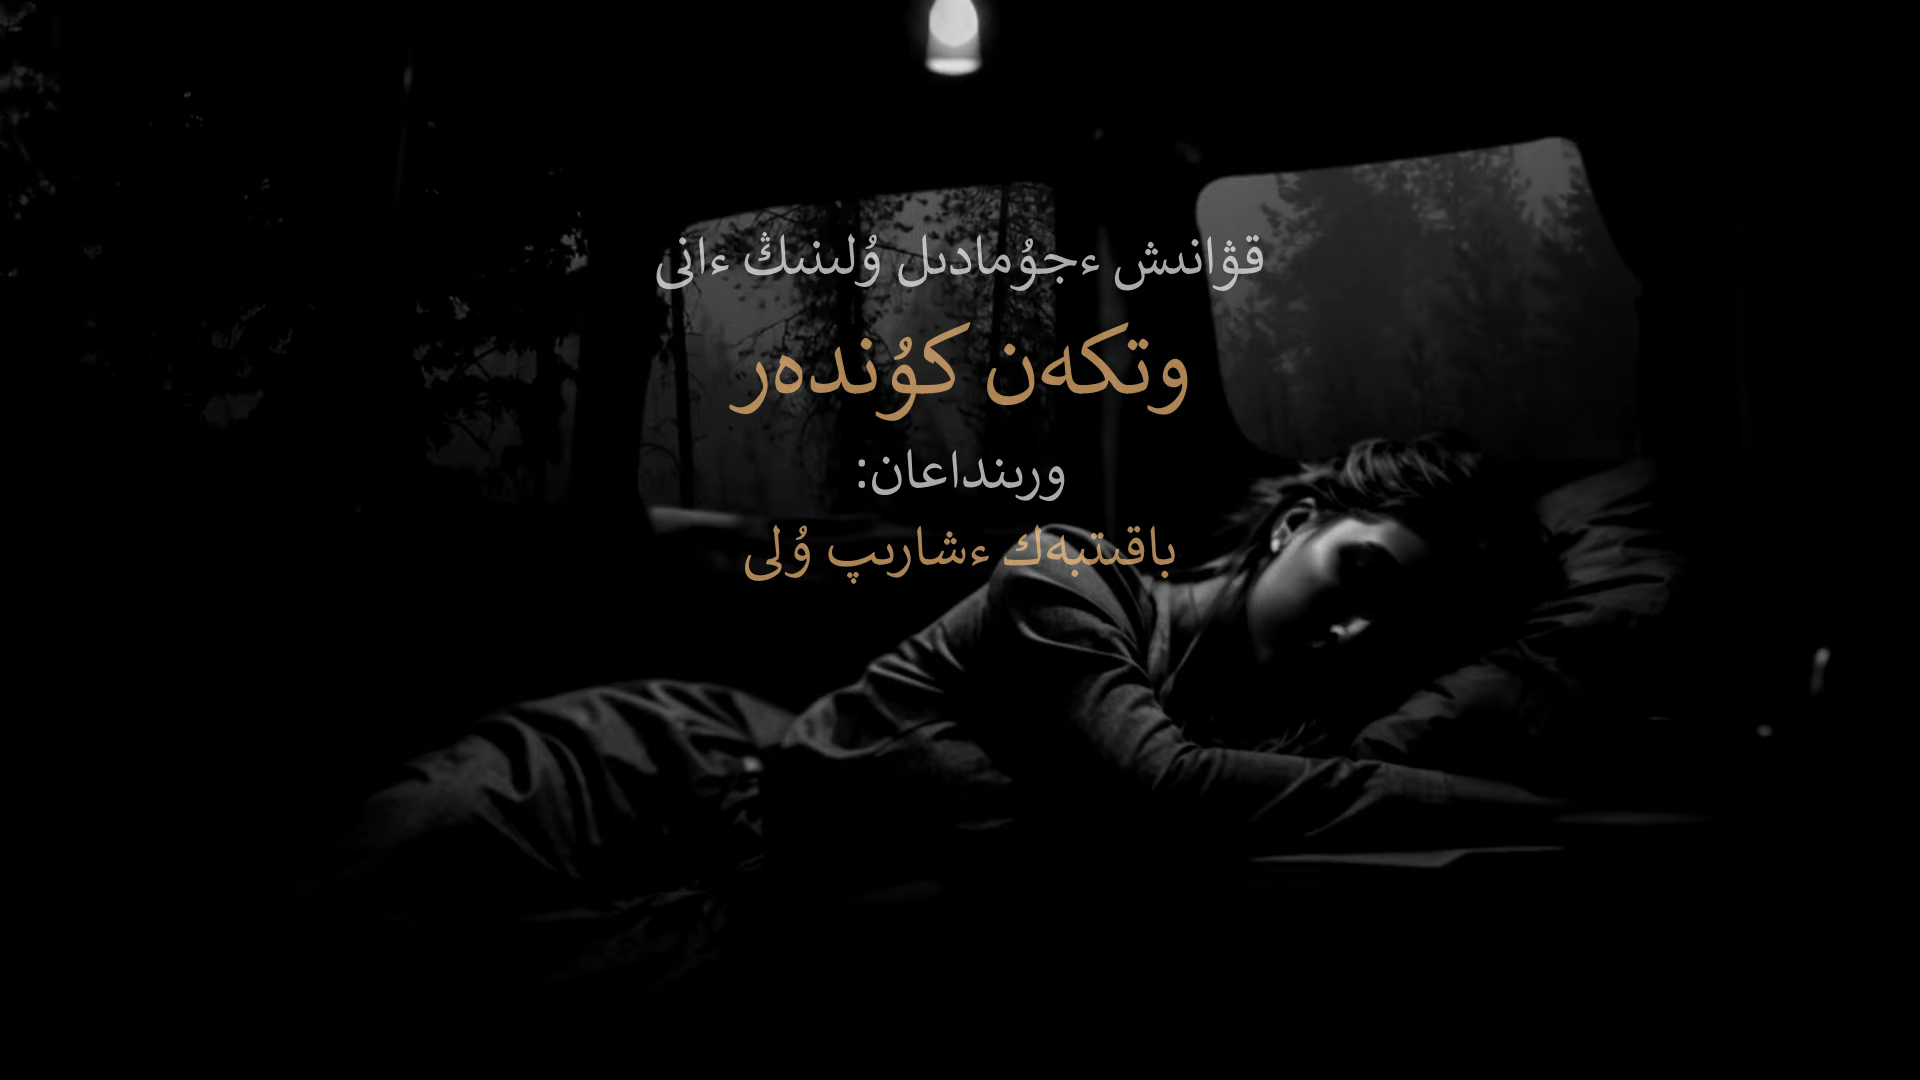 قۋانىش ءجۇمادىل ۇلىنىڭ ءانى
وتكەن كۇندەر
ورىنداعان:
باقىتبەك ءشارىپ ۇلى